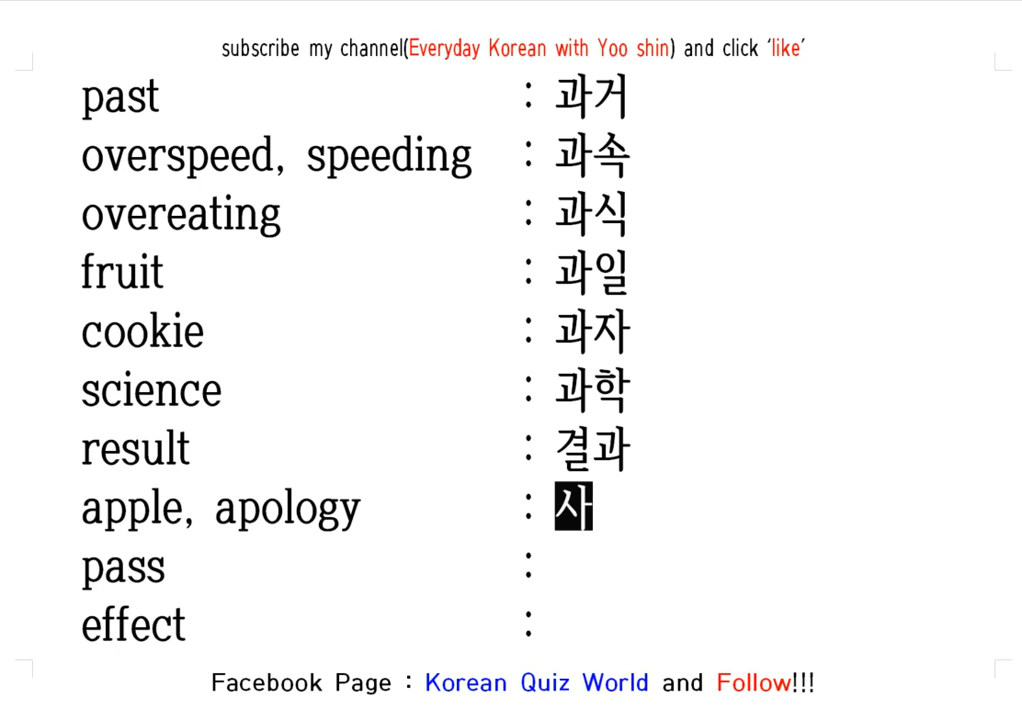 subscribe my channel(Everyday Korean with Yoo shin) and click ‘like’
past : 과거
overspeed, speeding : 과속
overeating : 과식
fruit : 과일
cookie : 과자
science : 과학
result : 결과
apple, apology : 사
pass :
effect :
Facebook Page : Korean Quiz World and Follow!!!